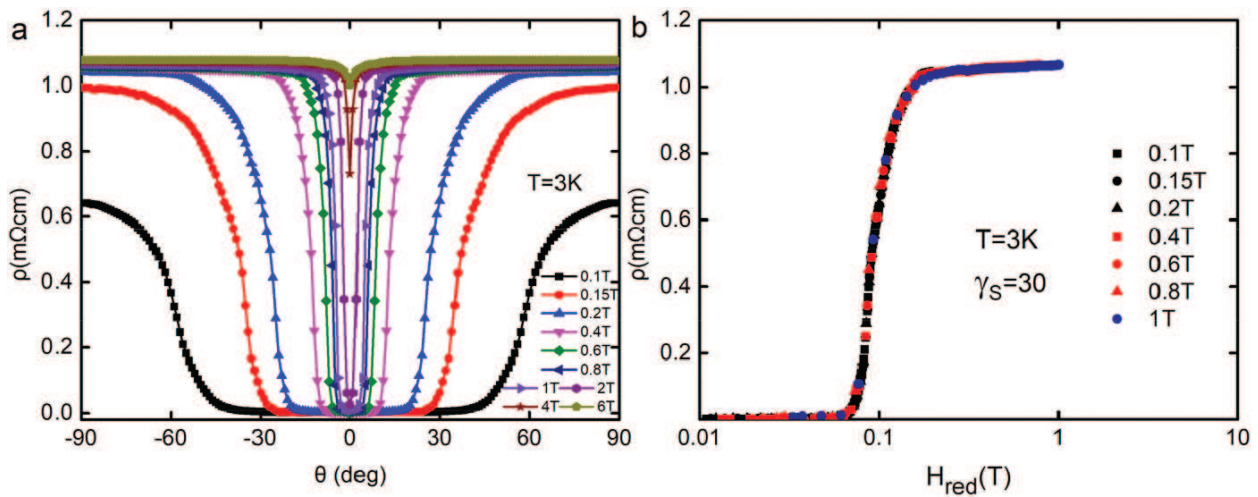 a
1.2
1.0
0.8
0.6
0.4
0.2
0.0
ρ(mΩcm)
T=3K
0.1T
0.15T
0.2T
0.4T
0.6T
0.8T
1T 2T
4T 6T
-90 -60 -30 0 30 60 90
θ (deg)
b
1.2
1.0
0.8
0.6
0.4
0.2
ρ(mΩcm)
T=3K
γS=30
0.1T
0.15T
0.2T
0.4T
0.6T
0.8T
1T
0.01 0.1 1 10
Hred(T)